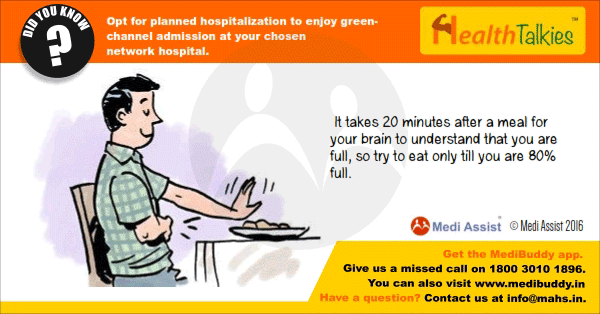 DID YOU KNOW
?
Opt for planned hospitalization to enjoy green-
channel admission at your chosen
network hospital.
HealthTalkies™
It takes 20 minutes after a meal for
your brain to understand that you are
full, so try to eat only till you are 80%
full.
Medi Assist® © Medi Assist 2016
Get the MediBuddy app.
Give us a missed call on 1800 3010 1896.
You can also visit www.medibuddy.in
Have a question? Contact us at info@mahs.in.